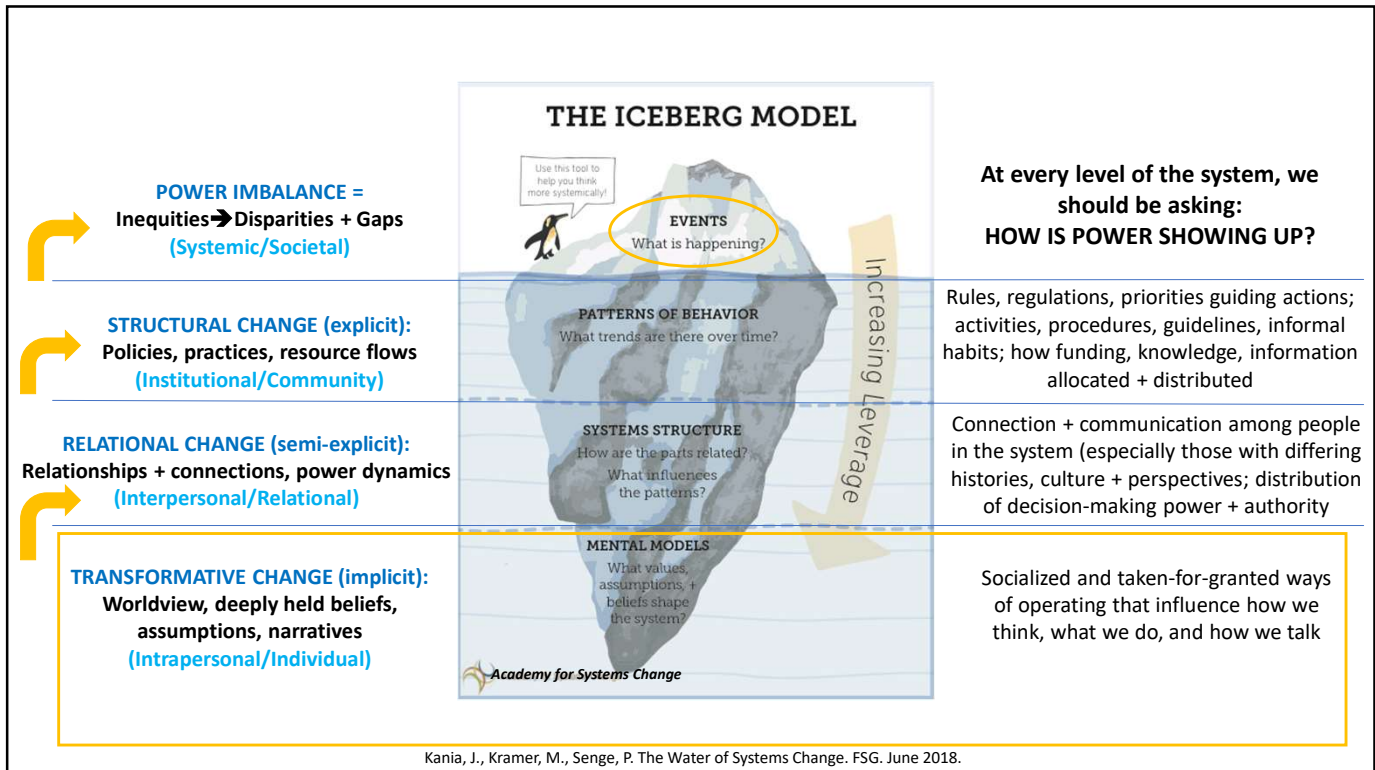 THE ICEBERG MODEL
Use this tool to
help you think
more systemically!
POWER IMBALANCE =
Inequities➔Disparities + Gaps
(Systemic/Societal)
EVENTS
What is happening?
At every level of the system, we
should be asking:
HOW IS POWER SHOWING UP?
Increasing Leverage
STRUCTURAL CHANGE (explicit):
Policies, practices, resource flows
(Institutional/Community)
PATTERNS OF BEHAVIOR
What trends are there over time?
Rules, regulations, priorities guiding actions;
activities, procedures, guidelines, informal
habits; how funding, knowledge, information
allocated + distributed
RELATIONAL CHANGE (semi-explicit):
Relationships + connections, power dynamics
(Interpersonal/Relational)
SYSTEMS STRUCTURE
How are the parts related?
What influences
the patterns?
Connection + communication among people
in the system (especially those with differing
histories, culture + perspectives; distribution
of decision-making power + authority
TRANSFORMATIVE CHANGE (implicit):
Worldview, deeply held beliefs,
assumptions, narratives
(Intrapersonal/Individual)
MENTAL MODELS
What values,
assumptions, +
beliefs shape
the system?
Socialized and taken-for-granted ways
of operating that influence how we
think, what we do, and how we talk
Academy for Systems Change
Kania, J., Kramer, M., Senge, P. The Water of Systems Change. FSG. June 2018.